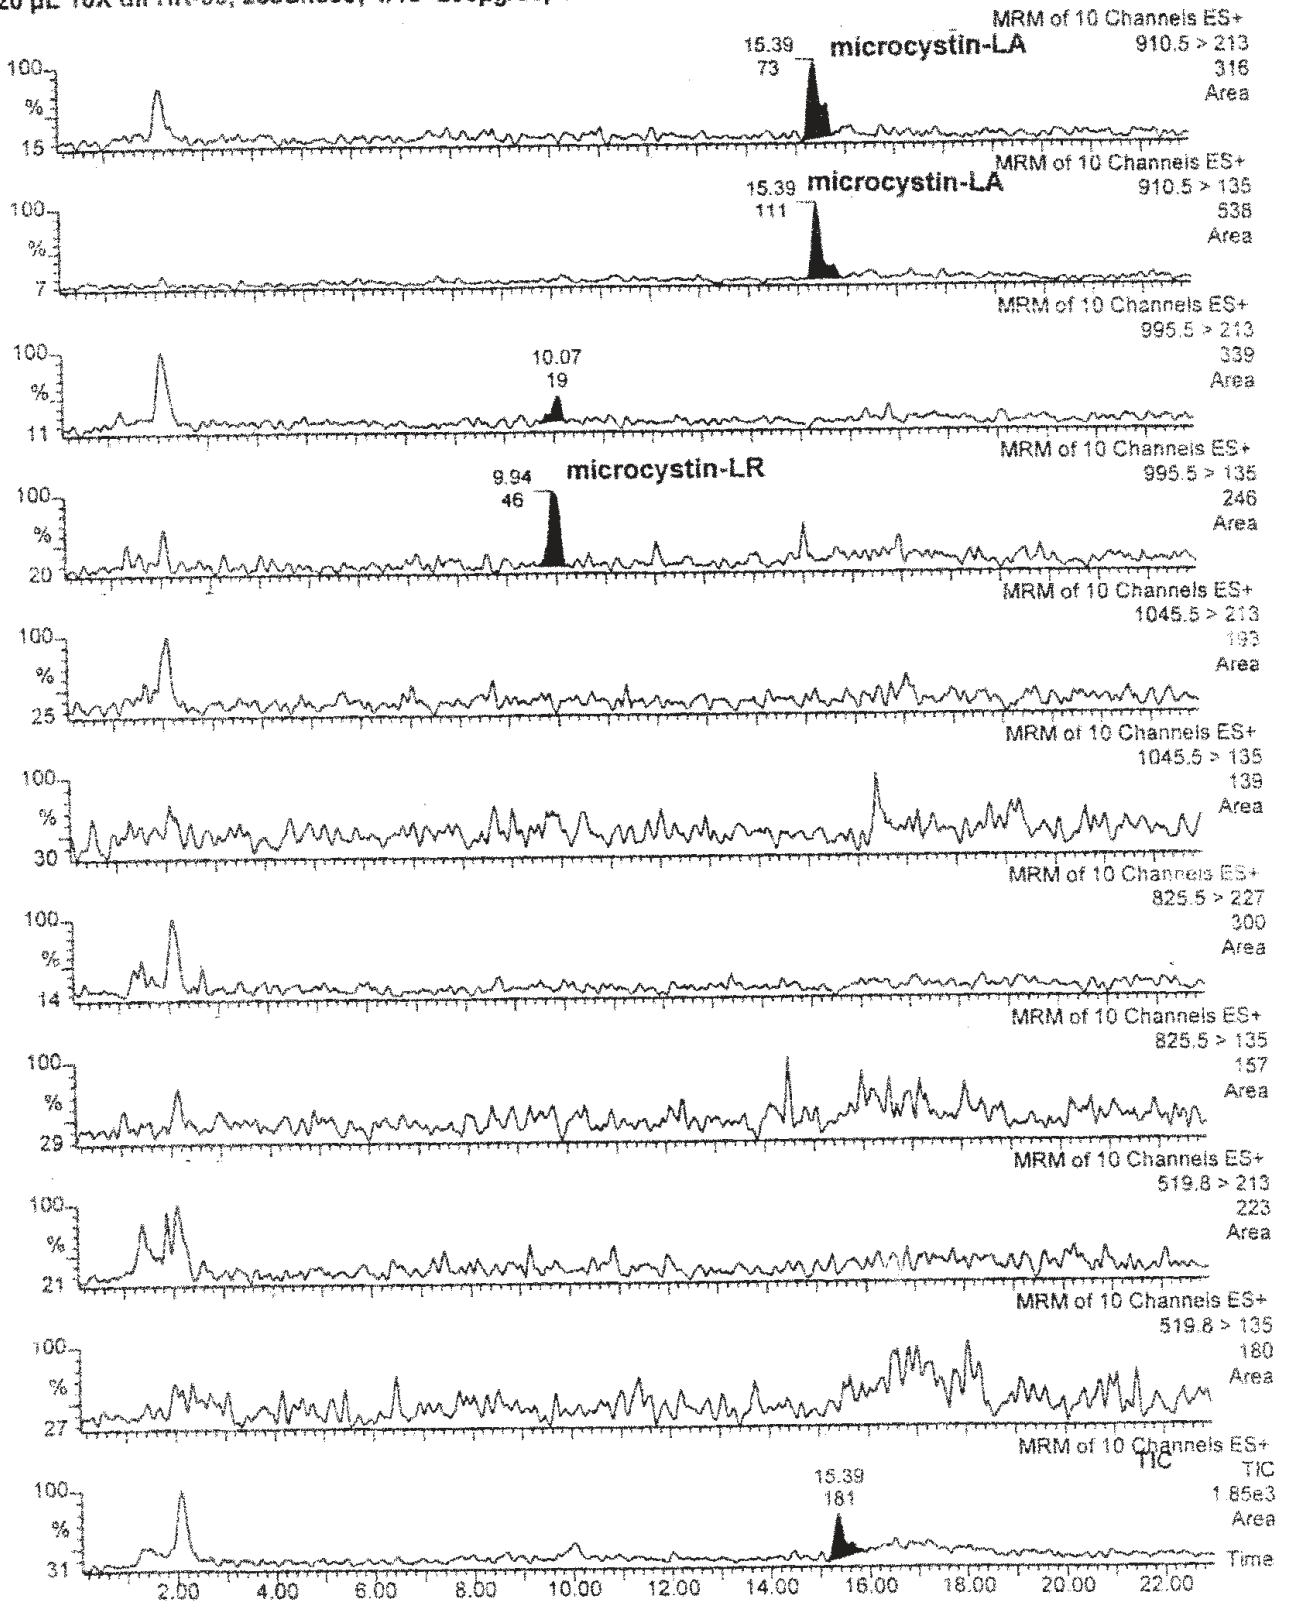 MRM of 10 Channels ES+
15.39 microcystin-LA 910.5 > 213
73 316
Area
100
%
15
MRM of 10 Channels ES+
15.39 microcystin-LA 910.5 > 135
111 538
Area
100
%
7
MRM of 10 Channels ES+
995.5 > 213
339
Area
100
%
11
10.07
19
MRM of 10 Channels ES+
9.94 microcystin-LR 995.5 > 135
46 246
Area
100
%
20
MRM of 10 Channels ES+
1045.5 > 213
193
Area
100
%
25
MRM of 10 Channels ES+
1045.5 > 135
139
Area
100
%
30
MRM of 10 Channels ES+
825.5 > 227
300
Area
100
%
14
MRM of 10 Channels ES+
825.5 > 135
157
Area
100
%
29
MRM of 10 Channels ES+
519.8 > 213
223
Area
100
%
21
MRM of 10 Channels ES+
519.8 > 135
180
Area
100
%
27
MRM of 10 Channels ES+
TIC
TIC
15.39 1.85e3
181 Area
100
%
31
Time
2.00 4.00 6.00 8.00 10.00 12.00 14.00 16.00 18.00 20.00 22.00